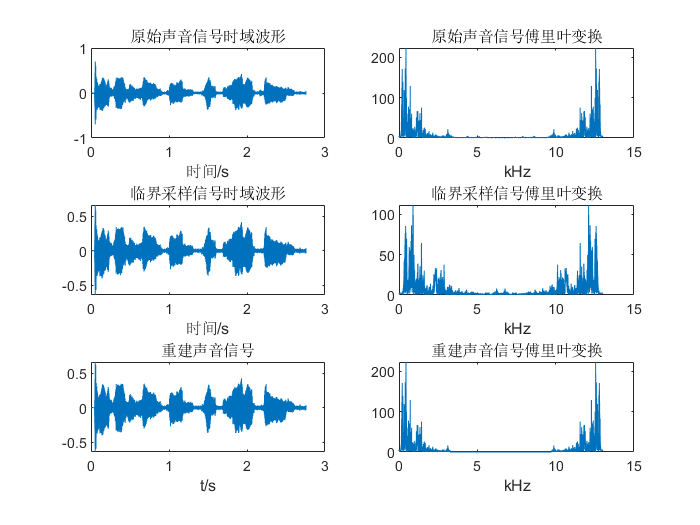 原始声音信号时域波形
1
0
-1
0 1 2 3
时间/s
原始声音信号傅里叶变换
200
100
0
0 5 10 15
kHz
临界采样信号时域波形
0.5
0
-0.5
0 1 2 3
时间/s
临界采样信号傅里叶变换
100
50
0
0 5 10 15
kHz
重建声音信号
0.5
0
-0.5
0 1 2 3
t/s
重建声音信号傅里叶变换
200
100
0
0 5 10 15
kHz